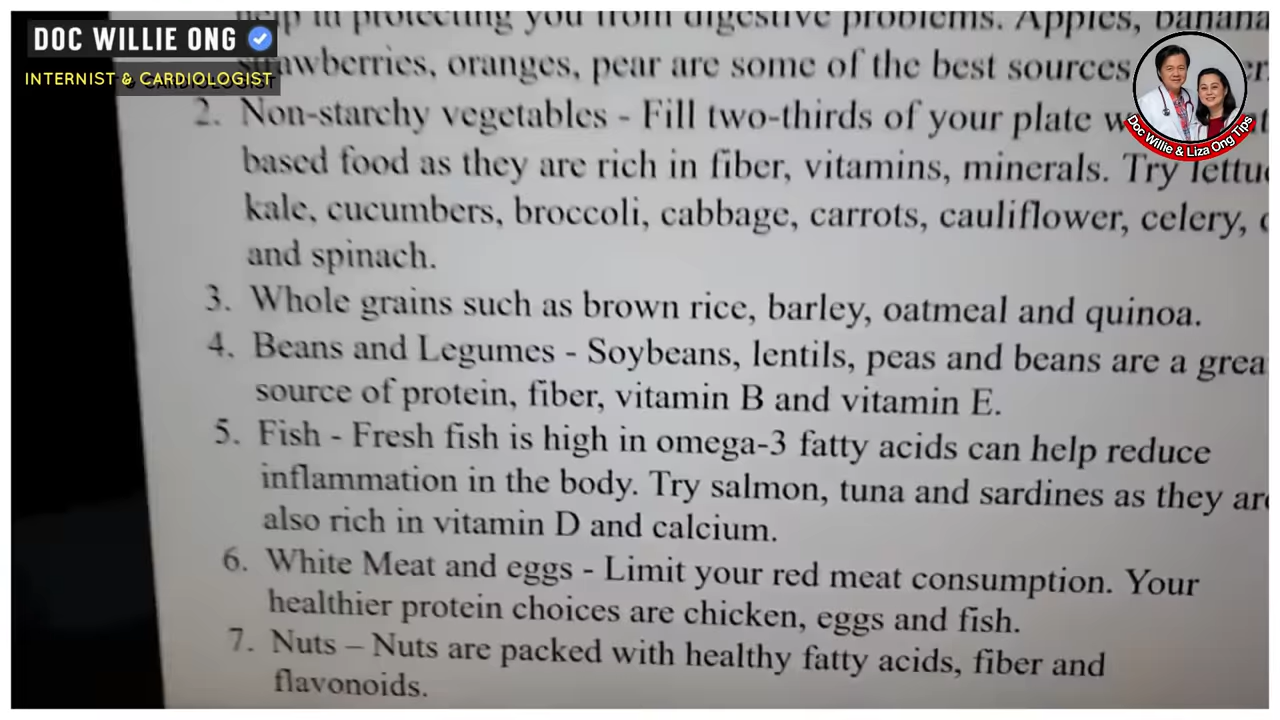 DOC WILLIE ONG
INTERNIST & CARDIOLOGIST
Doc Willie & Liza Ong Tips
help in protecting you from digestive problems. Apples,
strawberries, oranges, pear are some of the best sources
2. Non-starchy vegetables - Fill two-thirds of your plate
based food as they are rich in fiber, vitamins, minerals. Try
kale, cucumbers, broccoli, cabbage, carrots, cauliflower, celery,
and spinach.
3. Whole grains such as brown rice, barley, oatmeal and quinoa.
4. Beans and Legumes - Soybeans, lentils, peas and beans are a
source of protein, fiber, vitamin B and vitamin E.
5. Fish - Fresh fish is high in omega-3 fatty acids can help reduce
inflammation in the body. Try salmon, tuna and sardines as they
also rich in vitamin D and calcium.
6. White Meat and eggs - Limit your red meat consumption. Your
healthier protein choices are chicken, eggs and fish.
7. Nuts – Nuts are packed with healthy fatty acids, fiber and
flavonoids.